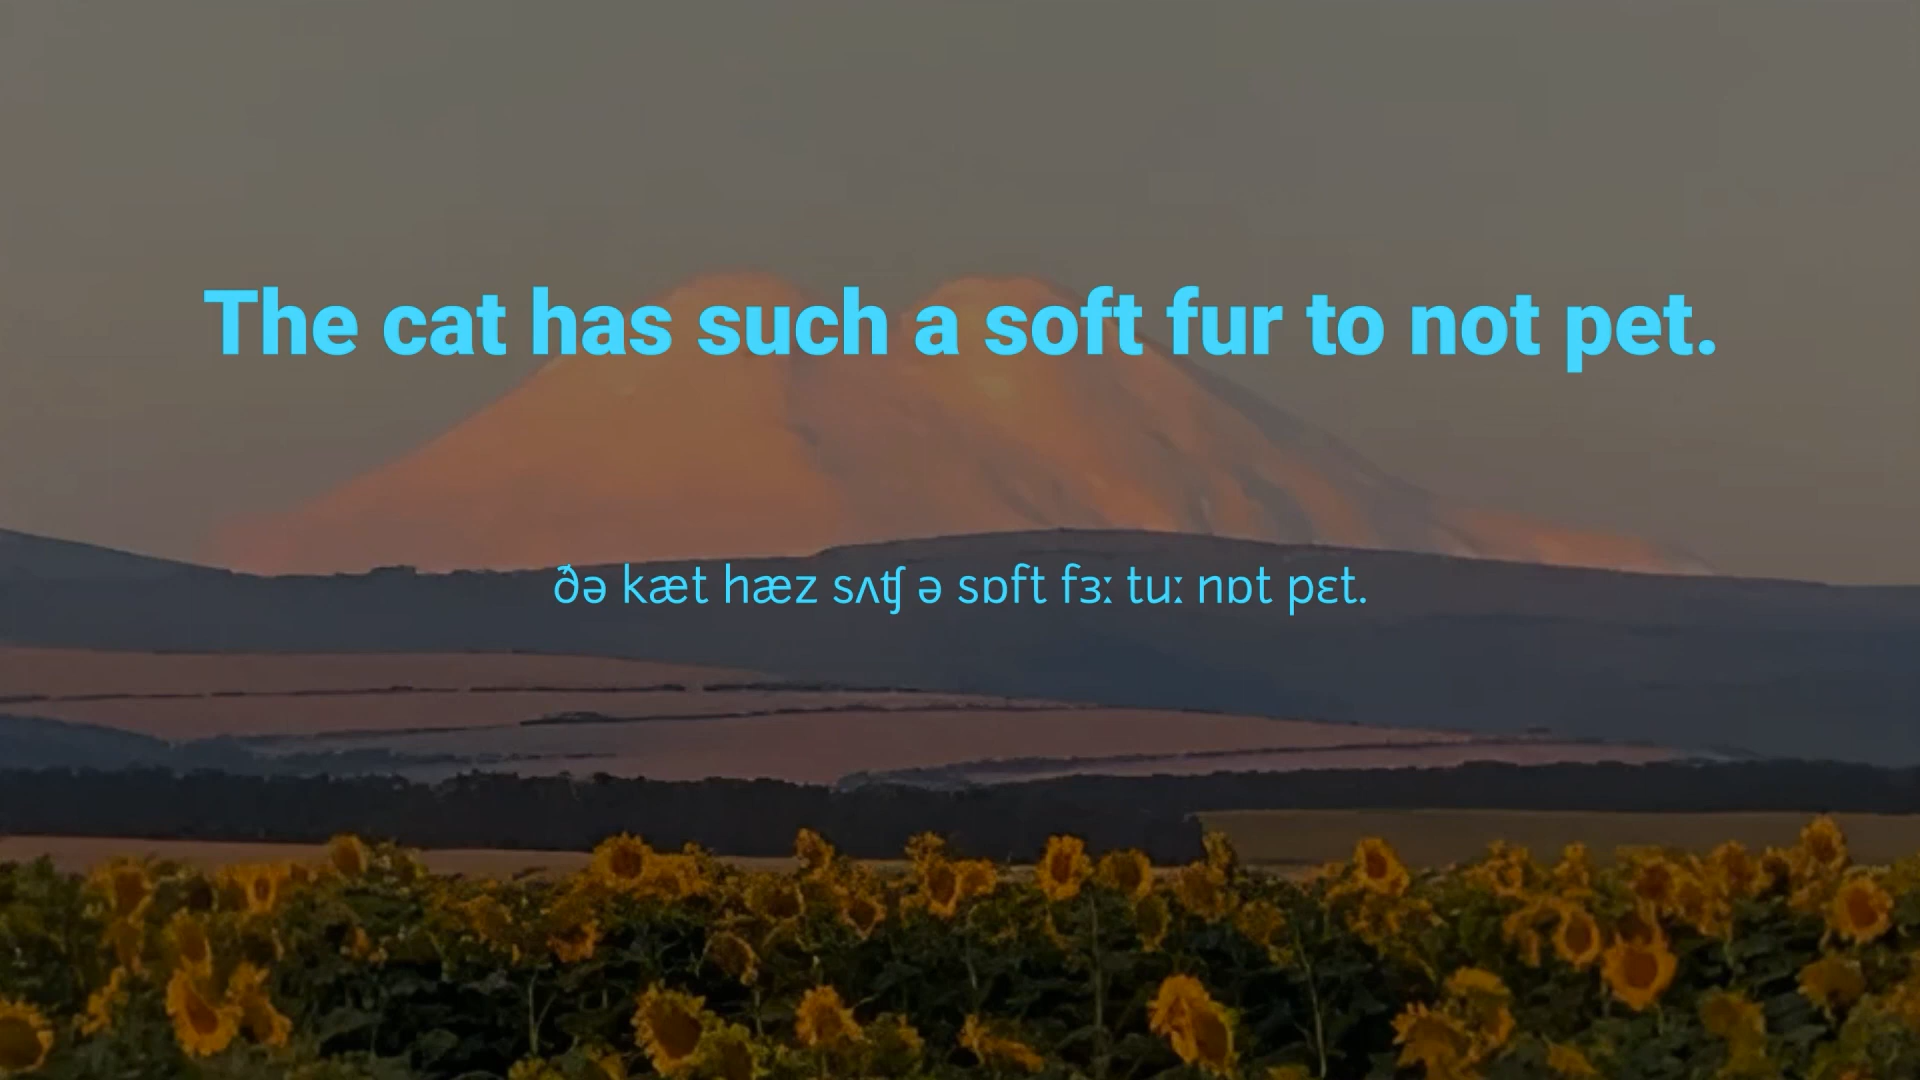 The cat has such a soft fur to not pet.
ðə kæt hæz sʌʧ ə sɒft fɜː tuː nɒt pɛt.